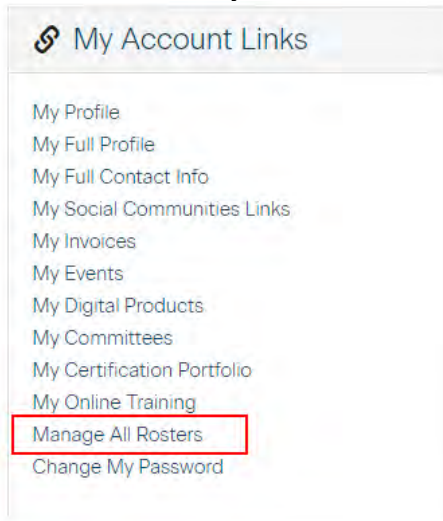 My Account Links
My Profile
My Full Profile
My Full Contact Info
My Social Communities Links
My Invoices
My Events
My Digital Products
My Committees
My Certification Portfolio
My Online Training
Manage All Rosters
Change My Password